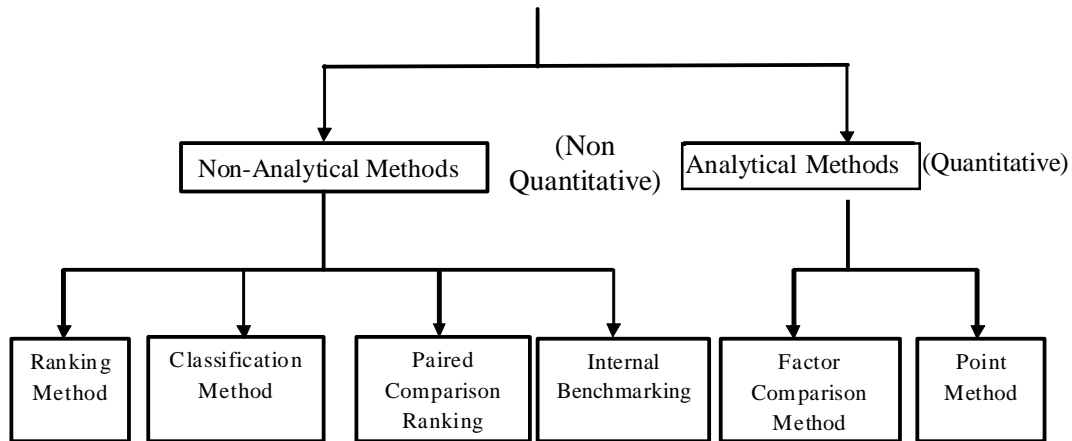 Non-Analytical Methods
(Non
Quantitative)
Analytical Methods
(Quantitative)
Ranking
Method
Classification
Method
Paired
Comparison
Ranking
Internal
Benchmarking
Factor
Comparison
Method
Point
Method